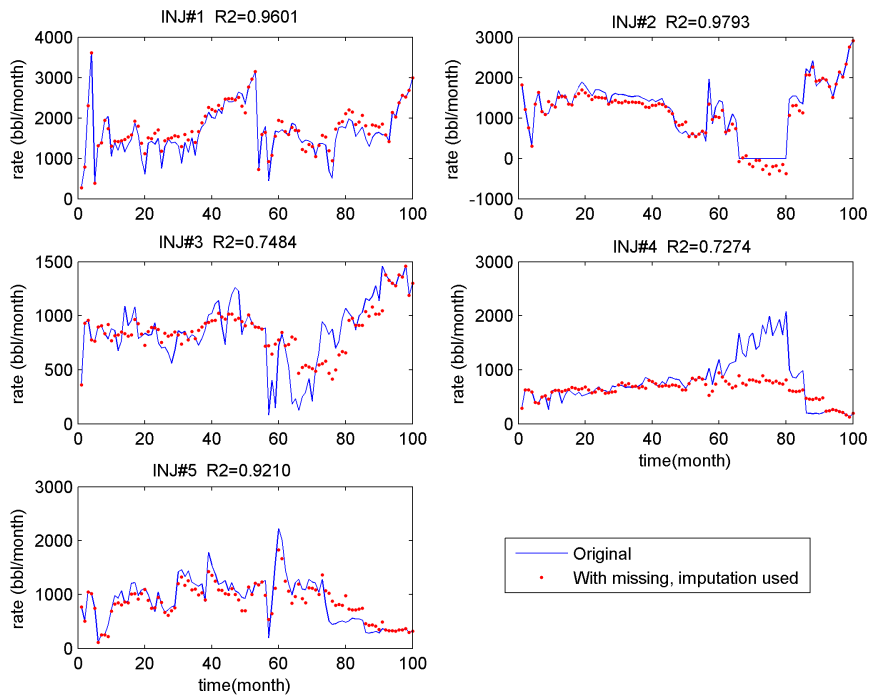 INJ#1 R2=0.9601
4000
3000
2000
1000
0
rate (bbl/month)
0 20 40 60 80 100
INJ#2 R2=0.9793
3000
2000
1000
0
-1000
rate (bbl/month)
0 20 40 60 80 100
INJ#3 R2=0.7484
1500
1000
500
0
rate (bbl/month)
0 20 40 60 80 100
INJ#4 R2=0.7274
3000
2000
1000
0
rate (bbl/month)
0 20 40 60 80 100
time(month)
INJ#5 R2=0.9210
3000
2000
1000
0
rate (bbl/month)
0 20 40 60 80 100
time(month)
Original
With missing, imputation used